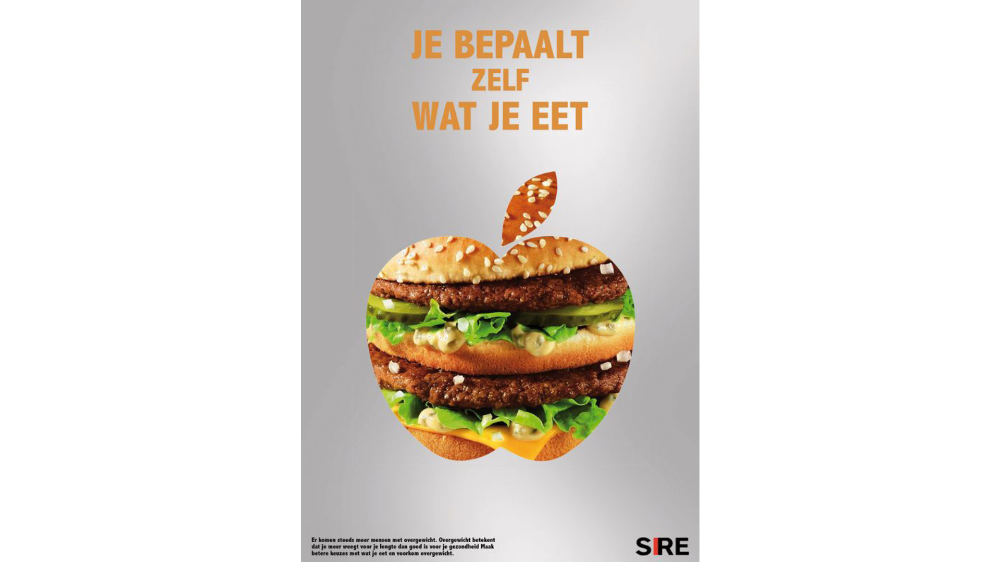 JE BEPAALT
ZELF
WAT JE EET
Er komen steeds meer mensen met overgewicht. Overgewicht betekent
dat je meer weegt voor je lengte dan goed is voor je gezondheid Maak
betere keuzes met wat je eet en voorkom overgewicht.
SIRE